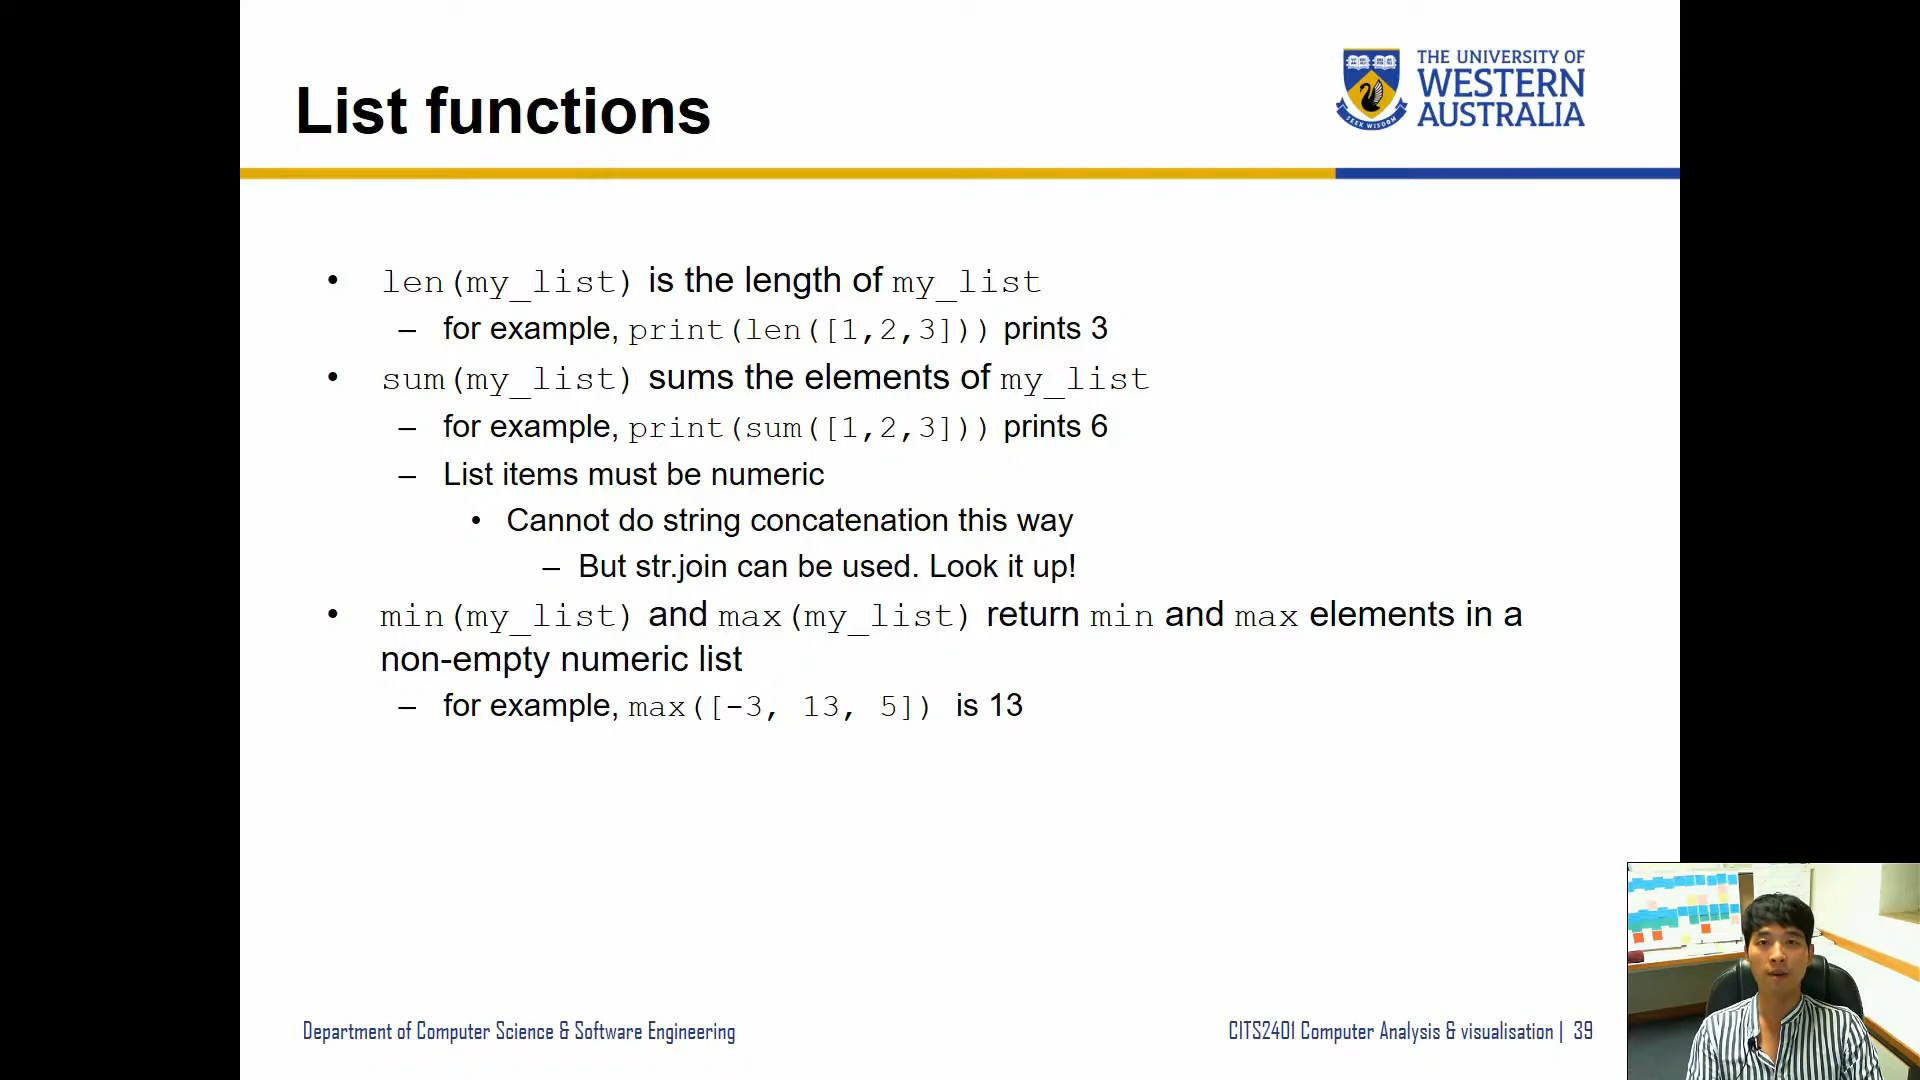 THE UNIVERSITY OF
WESTERN
AUSTRALIA
SEEK WISDOM
List functions
• len(my_list) is the length of my_list
– for example, print(len([1,2,3])) prints 3
• sum(my_list) sums the elements of my_list
– for example, print(sum([1,2,3])) prints 6
– List items must be numeric
• Cannot do string concatenation this way
– But str.join can be used. Look it up!
• min(my_list) and max(my_list) return min and max elements in a
non-empty numeric list
– for example, max([-3, 13, 5]) is 13
Department of Computer Science & Software Engineering
CITS2401 Computer Analysis & visualisation | 39